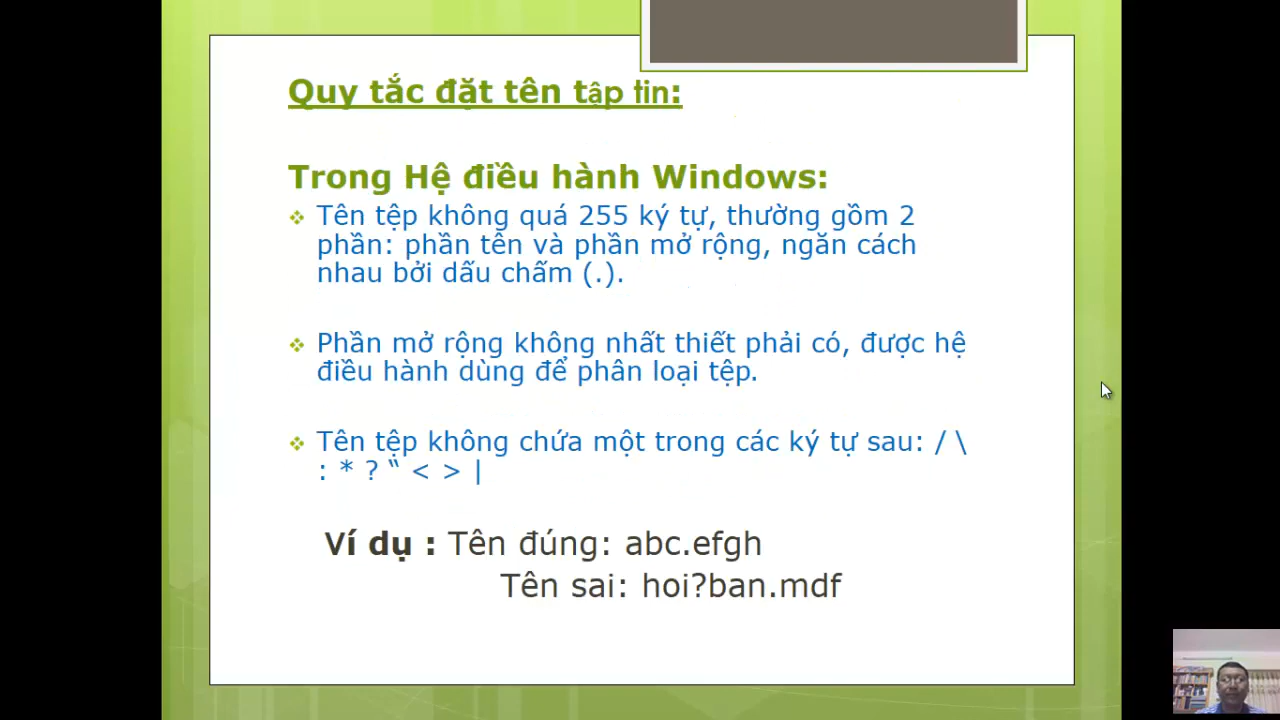 Quy tắc đặt tên tập tin:
Trong Hệ điều hành Windows:
Tên tệp không quá 255 ký tự, thường gồm 2
phần: phần tên và phần mở rộng, ngăn cách
nhau bởi dấu chấm (.).
Phần mở rộng không nhất thiết phải có, được hệ
điều hành dùng để phân loại tệp.
Tên tệp không chứa một trong các ký tự sau: / \
: * ? “ < > |
Ví dụ : Tên đúng: abc.efgh
Tên sai: hoi?ban.mdf